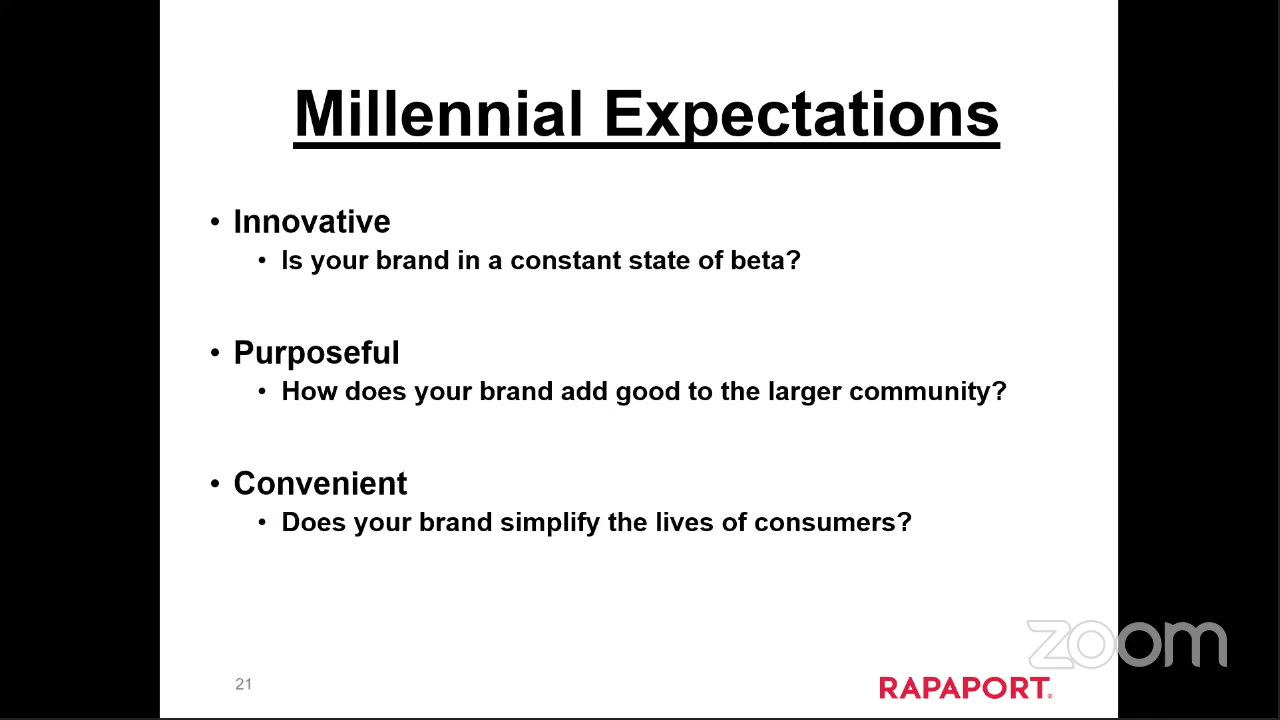 Millennial Expectations
• Innovative
• Is your brand in a constant state of beta?
• Purposeful
• How does your brand add good to the larger community?
• Convenient
• Does your brand simplify the lives of consumers?
zoom
21
RAPAPORT®